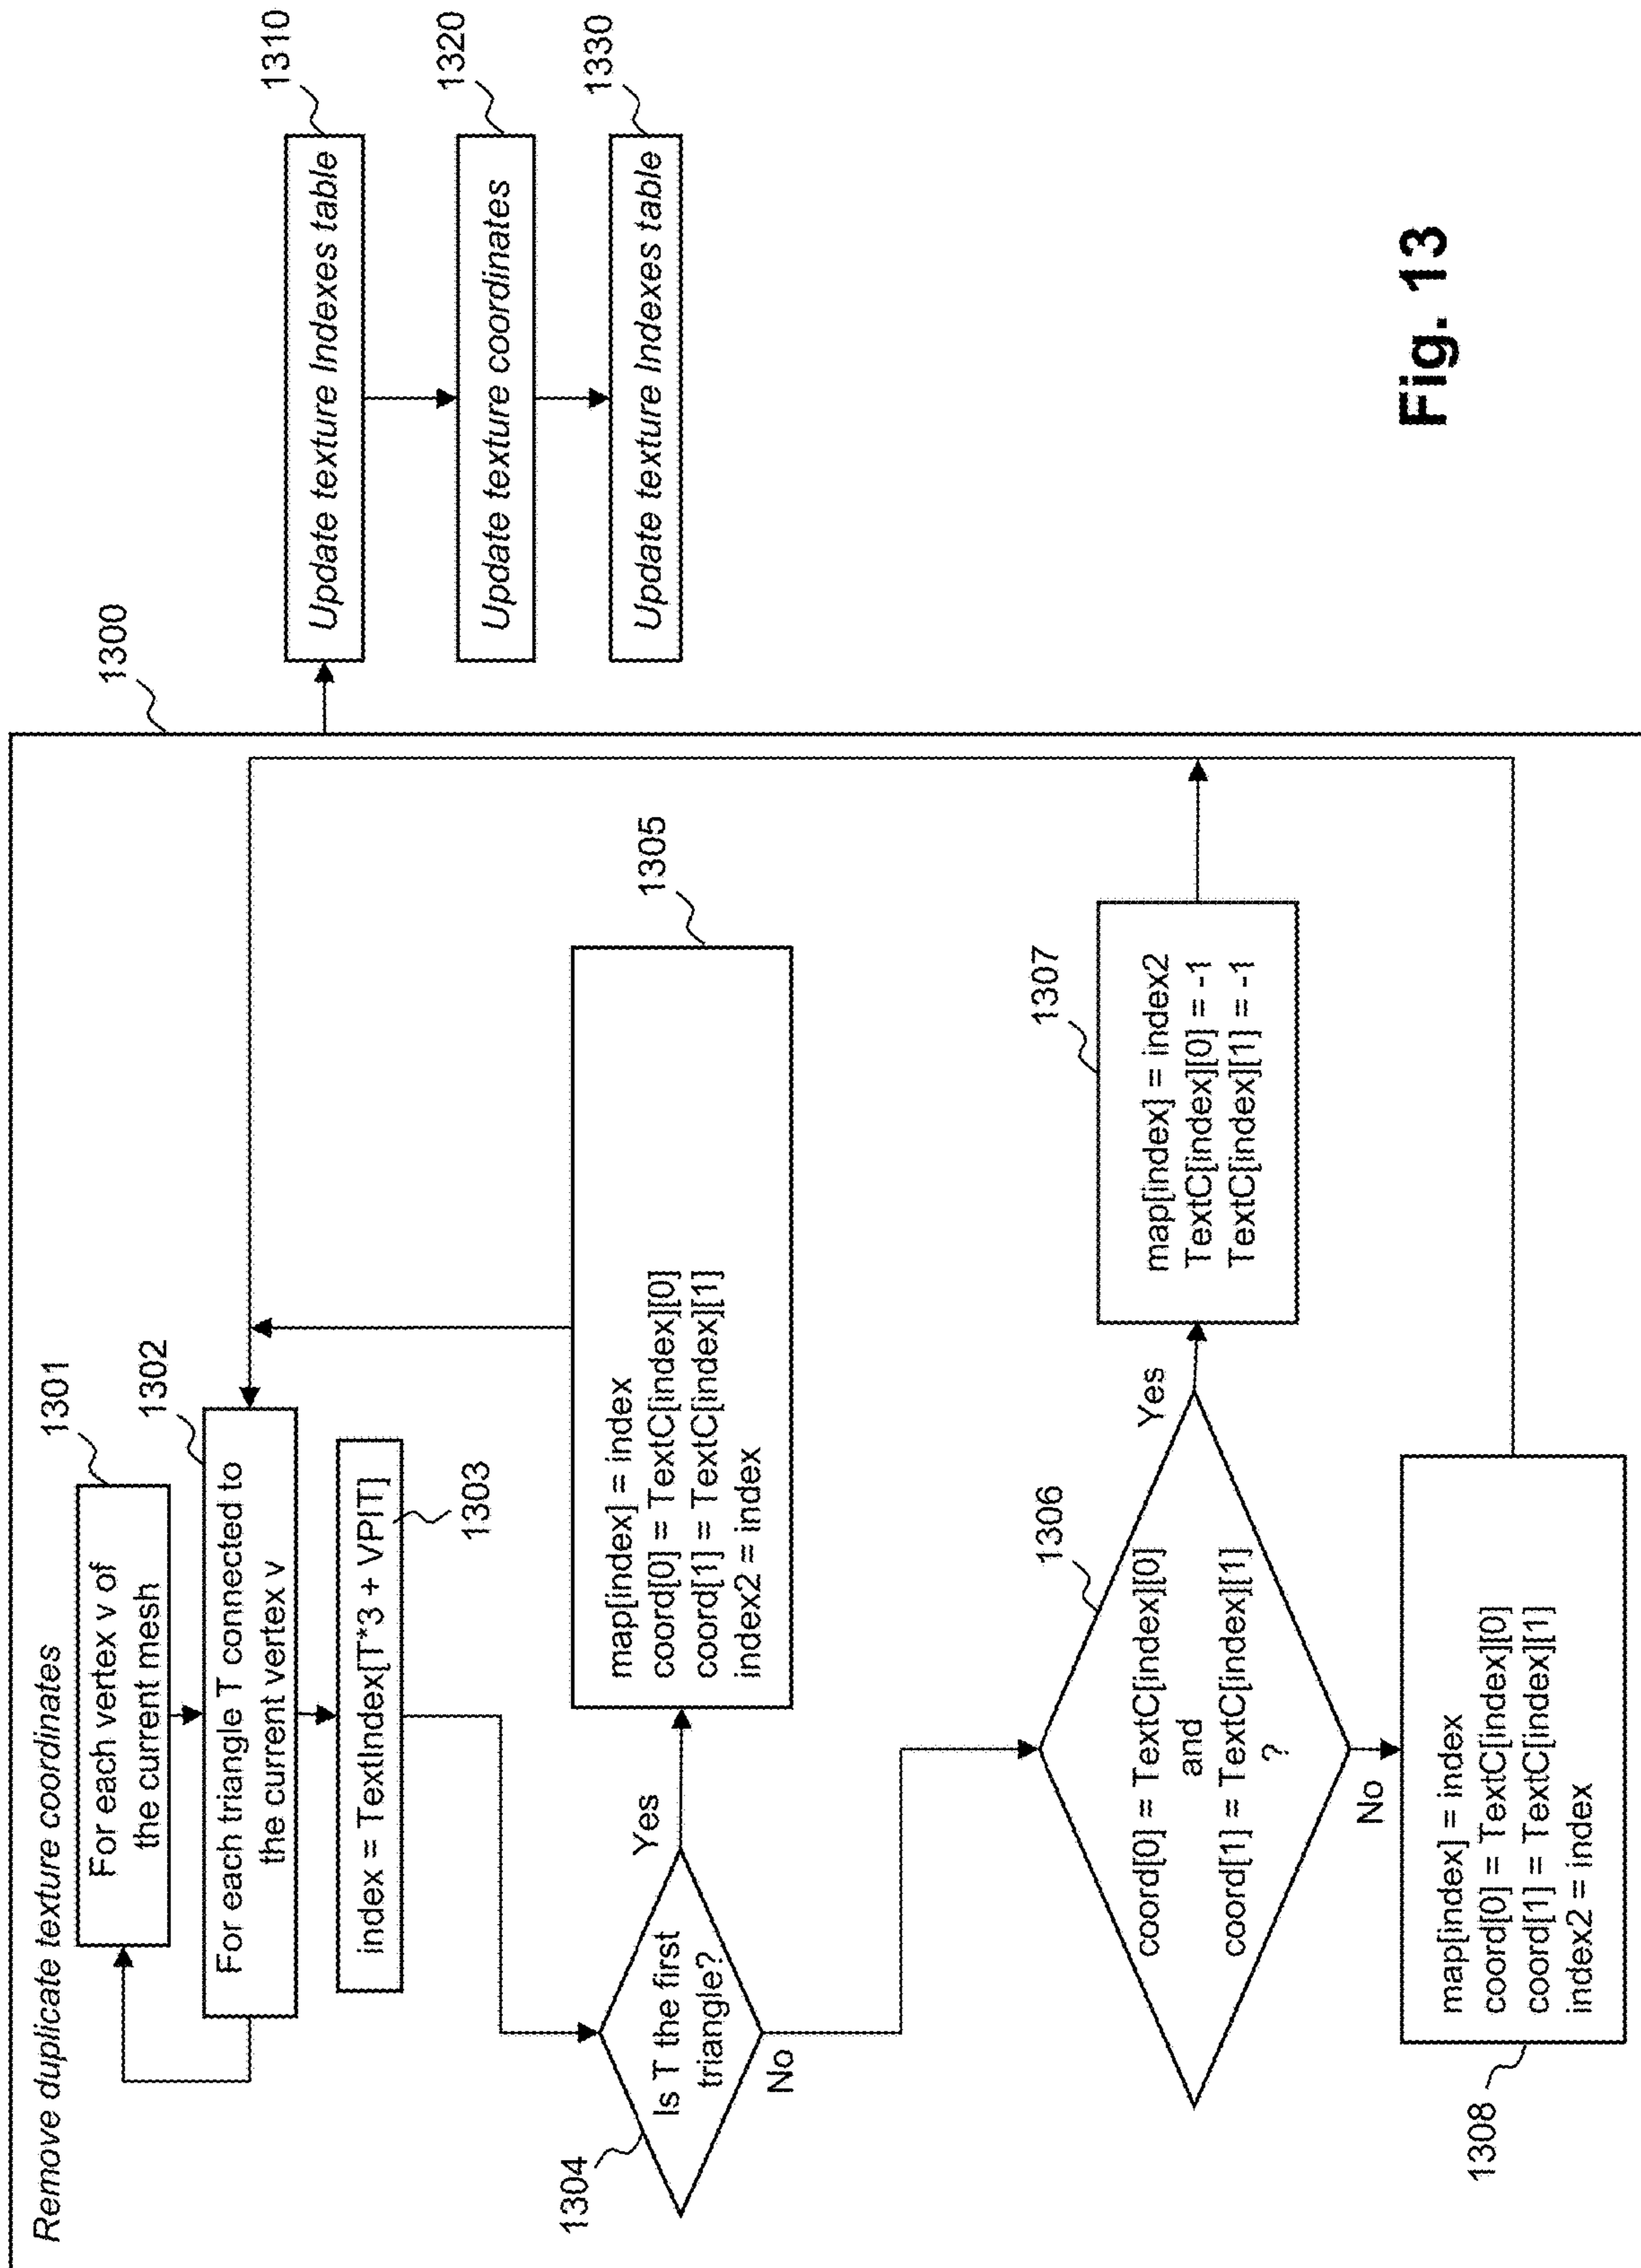 Remove duplicate texture coordinates
1300
1301
For each vertex v of
the current mesh
1302
For each triangle T connected to
the current vertex v
index = TextIndex[T*3 + VPIT]
1303
1304
Is T the first
triangle?
Yes
No
1305
map[index] = index
coord[0] = TextC[index][0]
coord[1] = TextC[index][1]
index2 = index
1306
coord[0] = TextC[index][0]
and
coord[1] = TextC[index][1]
?
Yes
No
1307
map[index] = index2
TextC[index][0] = -1
TextC[index][1] = -1
1308
map[index] = index
coord[0] = TextC[index][0]
coord[1] = TextC[index][1]
index2 = index
1310
Update texture Indexes table
1320
Update texture coordinates
1330
Update texture Indexes table
Fig. 13